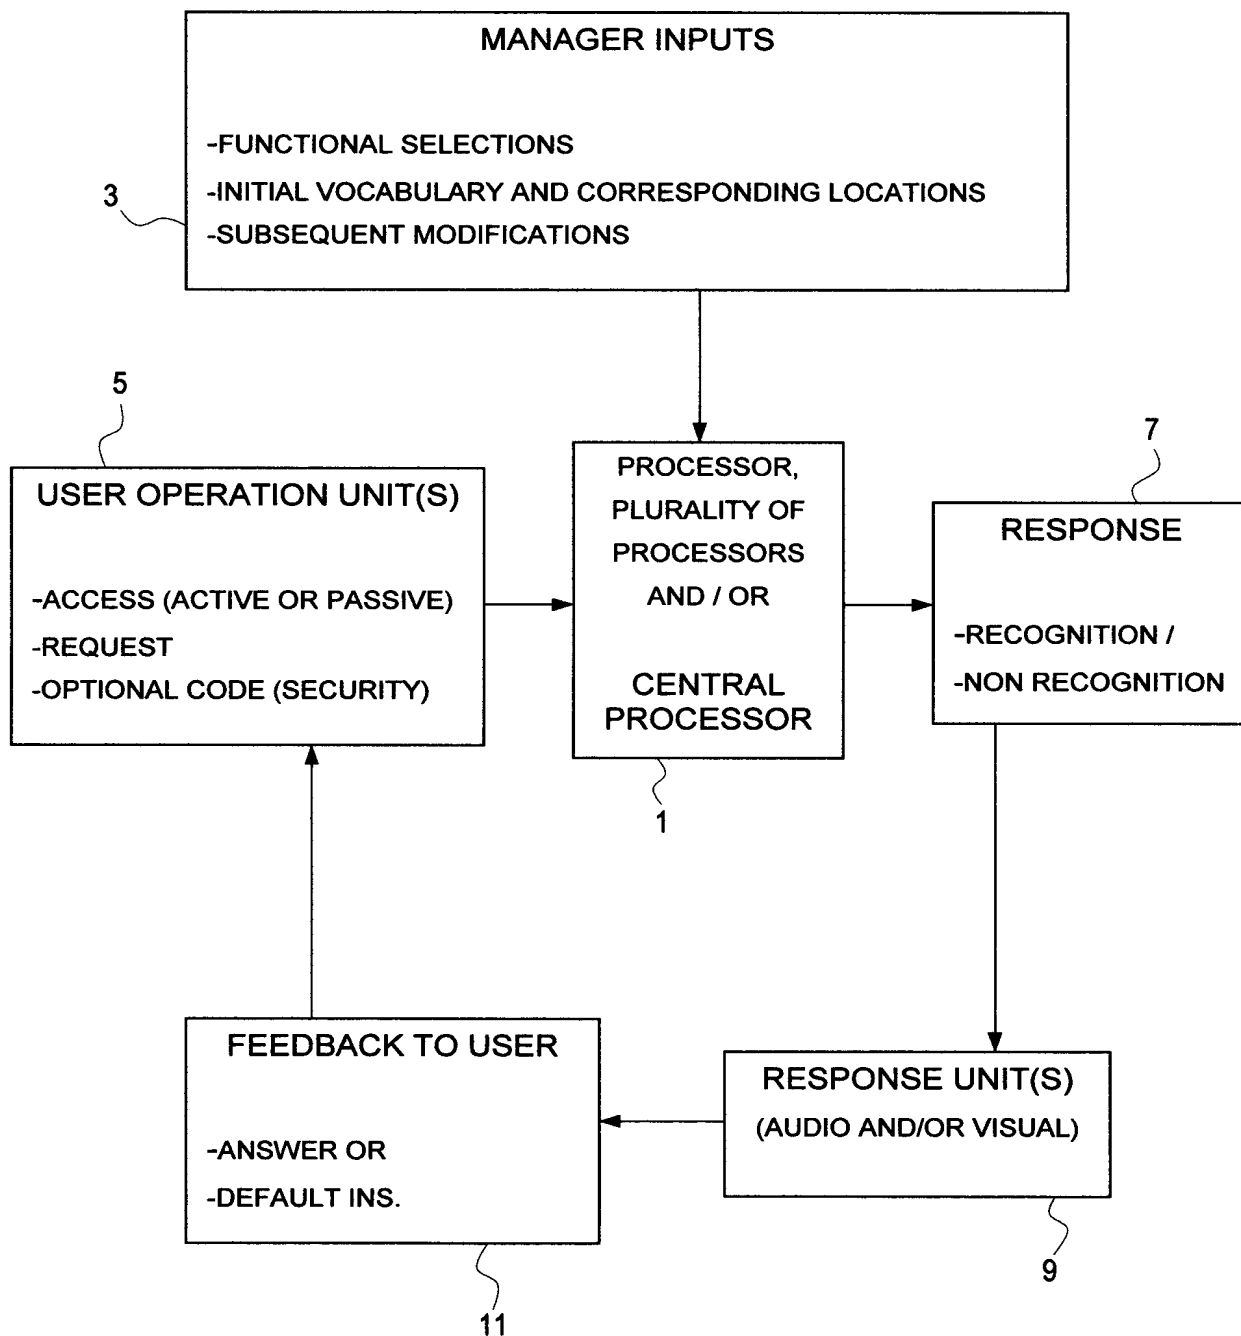 MANAGER INPUTS
-FUNCTIONAL SELECTIONS
-INITIAL VOCABULARY AND CORRESPONDING LOCATIONS
-SUBSEQUENT MODIFICATIONS
3
5
USER OPERATION UNIT(S)
-ACCESS (ACTIVE OR PASSIVE)
-REQUEST
-OPTIONAL CODE (SECURITY)
PROCESSOR,
PLURALITY OF
PROCESSORS
AND / OR
CENTRAL
PROCESSOR
1
7
RESPONSE
-RECOGNITION /
-NON RECOGNITION
FEEDBACK TO USER
-ANSWER OR
-DEFAULT INS.
11
RESPONSE UNIT(S)
(AUDIO AND/OR VISUAL)
9